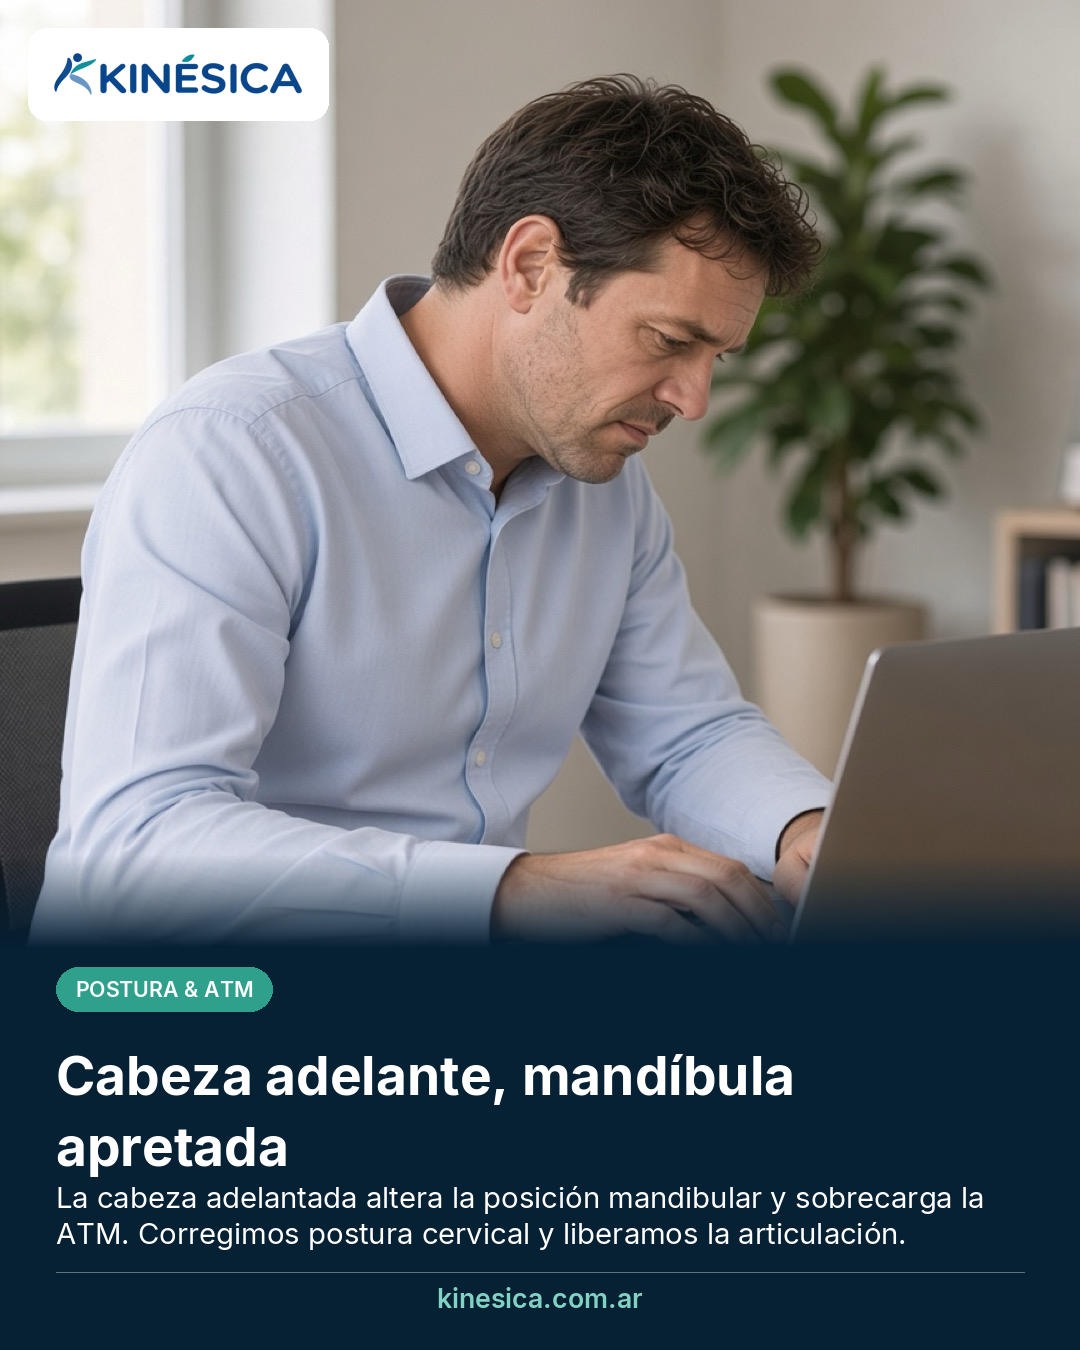 KINÉSICA
POSTURA & ATM
Cabeza adelante, mandíbula
apretada
La cabeza adelantada altera la posición mandibular y sobrecarga la
ATM. Corregimos postura cervical y liberamos la articulación.
kinesica.com.ar